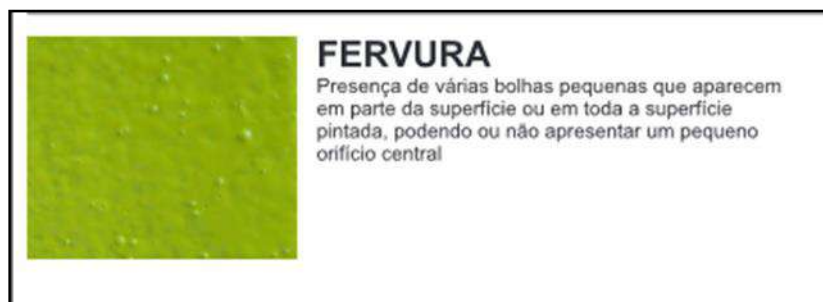 FERVURA
Presença de várias bolhas pequenas que aparecem
em parte da superfície ou em toda a superfície
pintada, podendo ou não apresentar um pequeno
orifício central